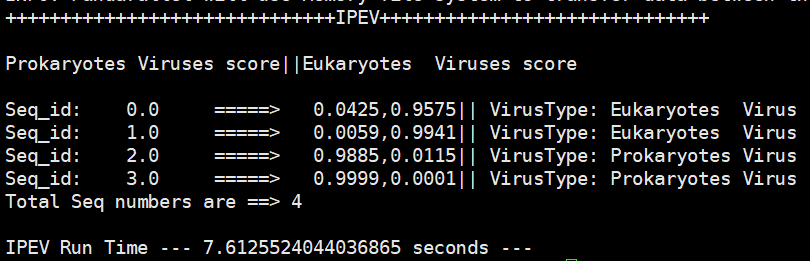 ++++++++++++++++++++++++++++++IPEV++++++++++++++++++++++++++++++
Prokaryotes Viruses score||Eukaryotes  Viruses score
Seq_id:    0.0     =====>   0.0425,0.9575|| VirusType: Eukaryotes  Virus
Seq_id:    1.0     =====>   0.0059,0.9941|| VirusType: Eukaryotes  Virus
Seq_id:    2.0     =====>   0.9885,0.0115|| VirusType: Prokaryotes Virus
Seq_id:    3.0     =====>   0.9999,0.0001|| VirusType: Prokaryotes Virus
Total Seq numbers are ==> 4
IPEV Run Time --- 7.6125524044036865 seconds ---